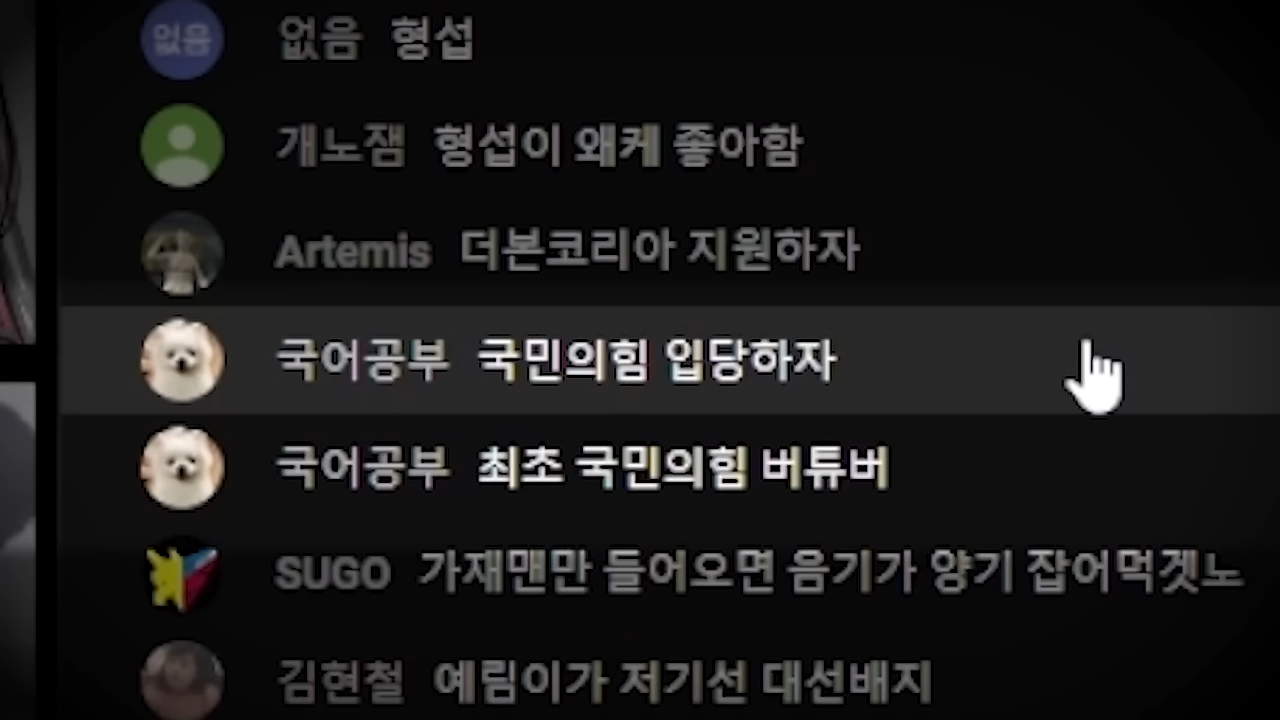 없음 없음 형섭
개노잼 형섭이 왜케 좋아함
Artemis 더본코리아 지원하자
국어공부 국민의힘 입당하자
국어공부 최초 국민의힘 버튜버
SUGO 가재맨만 들어오면 음기가 양기 잡어먹겟노
김현철 예림이가 저기선 대선배지